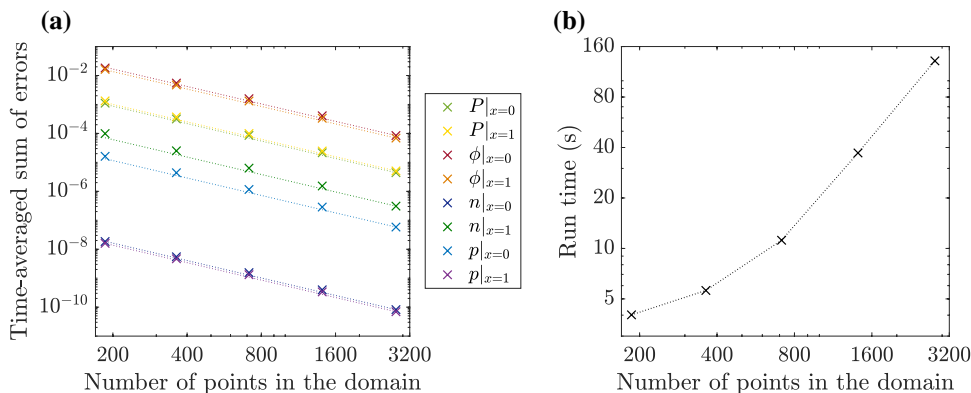 (a)
Time-averaged sum of errors
10⁻²
10⁻⁴
10⁻⁶
10⁻⁸
10⁻¹⁰
200 400 800 1600 3200
Number of points in the domain
P|ₓ₌₀
P|ₓ₌₁
ϕ|ₓ₌₀
ϕ|ₓ₌₁
n|ₓ₌₀
n|ₓ₌₁
p|ₓ₌₀
p|ₓ₌₁
(b)
Run time (s)
160
80
40
20
10
5
200 400 800 1600 3200
Number of points in the domain